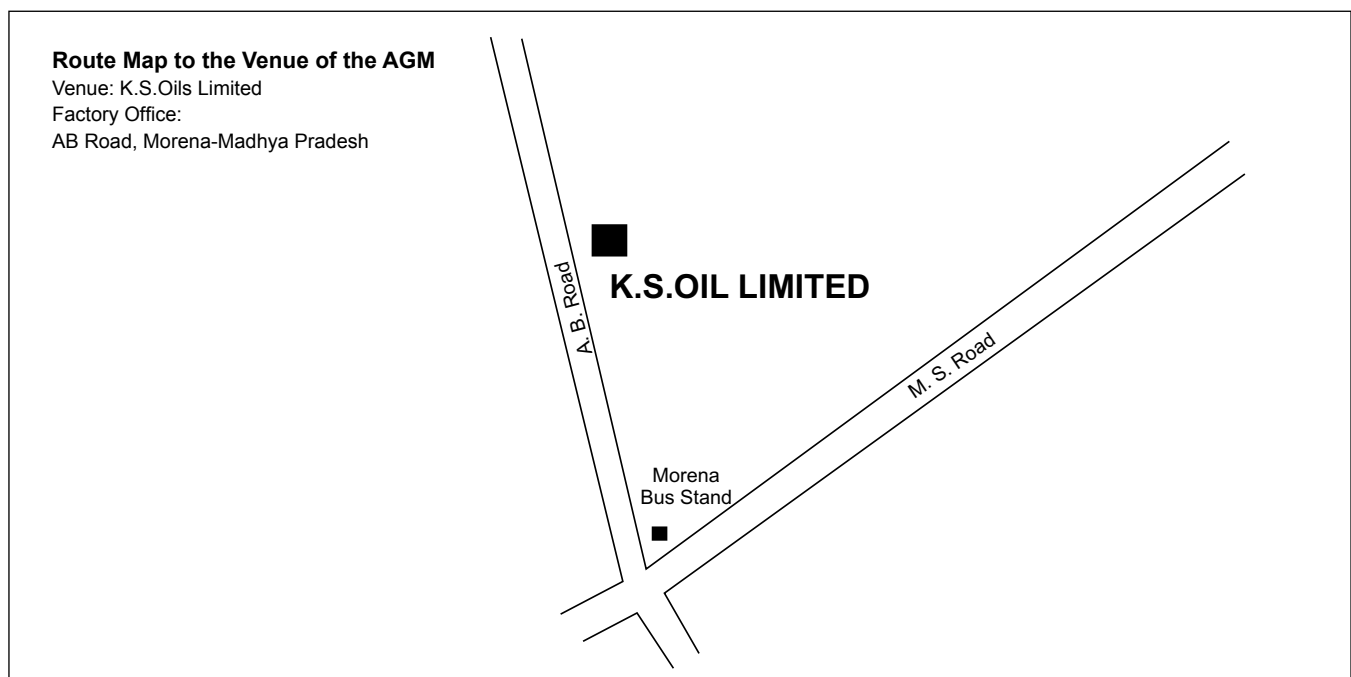 Route Map to the Venue of the AGM
Venue: K.S.Oils Limited
Factory Office:
AB Road, Morena-Madhya Pradesh
A. B. Road
K.S.OIL LIMITED
M. S. Road
Morena
Bus Stand